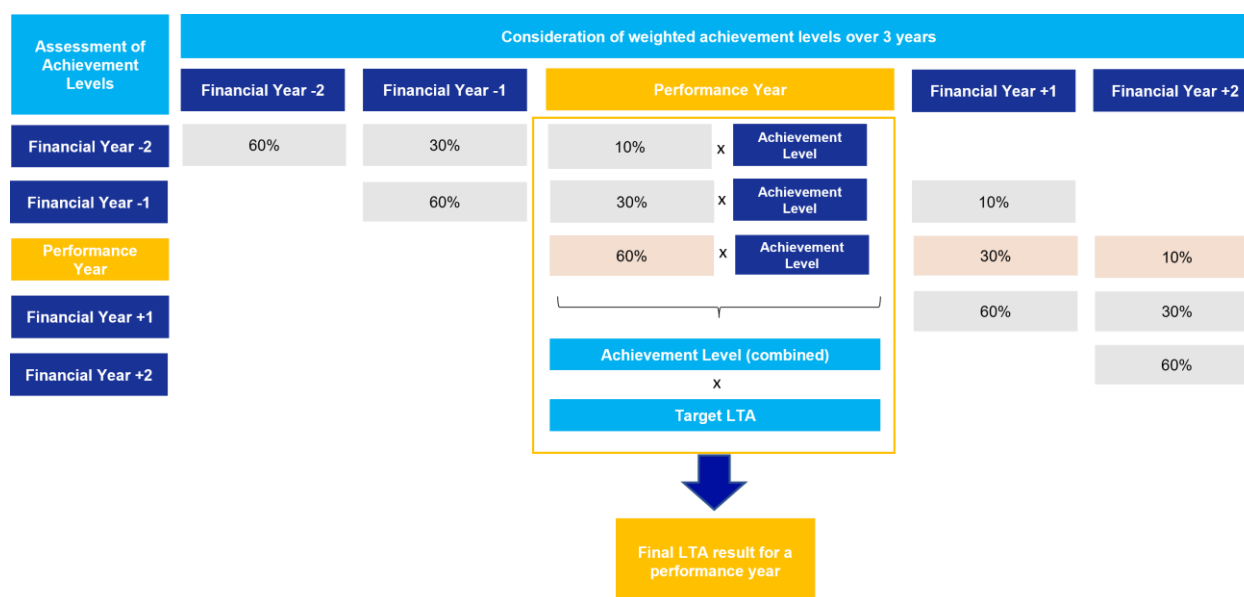 Assessment of
Achievement
Levels
Consideration of weighted achievement levels over 3 years
Financial Year -2
Financial Year -1
Performance Year
Financial Year +1
Financial Year +2
Financial Year -2
60%
30%
10%
x
Achievement
Level
Financial Year -1
60%
30%
x
Achievement
Level
10%
Performance
Year
60%
x
Achievement
Level
30%
10%
Financial Year +1
60%
30%
Achievement Level (combined)
Financial Year +2
60%
x
Target LTA
Final LTA result for a
performance year